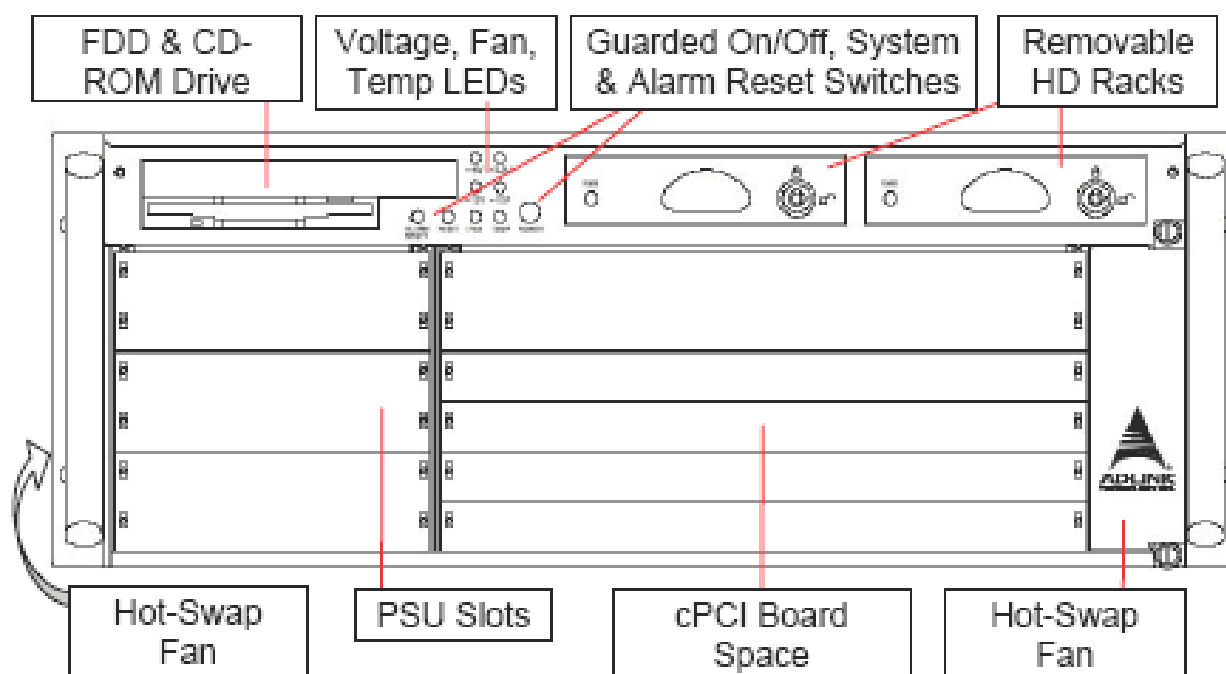 FDD & CD-
ROM Drive
Voltage, Fan,
Temp LEDs
Guarded On/Off, System
& Alarm Reset Switches
Removable
HD Racks
ADLINK
Hot-Swap
Fan
PSU Slots
cPCI Board
Space
Hot-Swap
Fan